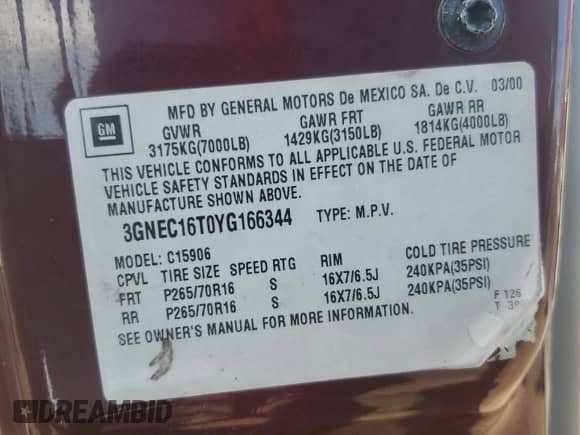 GM
MFD BY GENERAL MOTORS De MEXICO SA. De C.V. 03/00
GVWR GAWR FRT GAWR RR
3175KG(7000LB) 1429KG(3150LB) 1814KG(4000LB)
THIS VEHICLE CONFORMS TO ALL APPLICABLE U.S. FEDERAL MOTOR
VEHICLE SAFETY STANDARDS IN EFFECT ON THE DATE OF
MANUFACTURE SHOWN ABOVE.
3GNEC16T0YG166344 TYPE: M.P.V.
MODEL: C15906
CPVL TIRE SIZE SPEED RTG RIM COLD TIRE PRESSURE
FRT P265/70R16 S 16X7/6.5J 240KPA(35PSI)
RR P265/70R16 S 16X7/6.5J 240KPA(35PSI)
SEE OWNER'S MANUAL FOR MORE INFORMATION.
F 126
T 39
DREAMBID